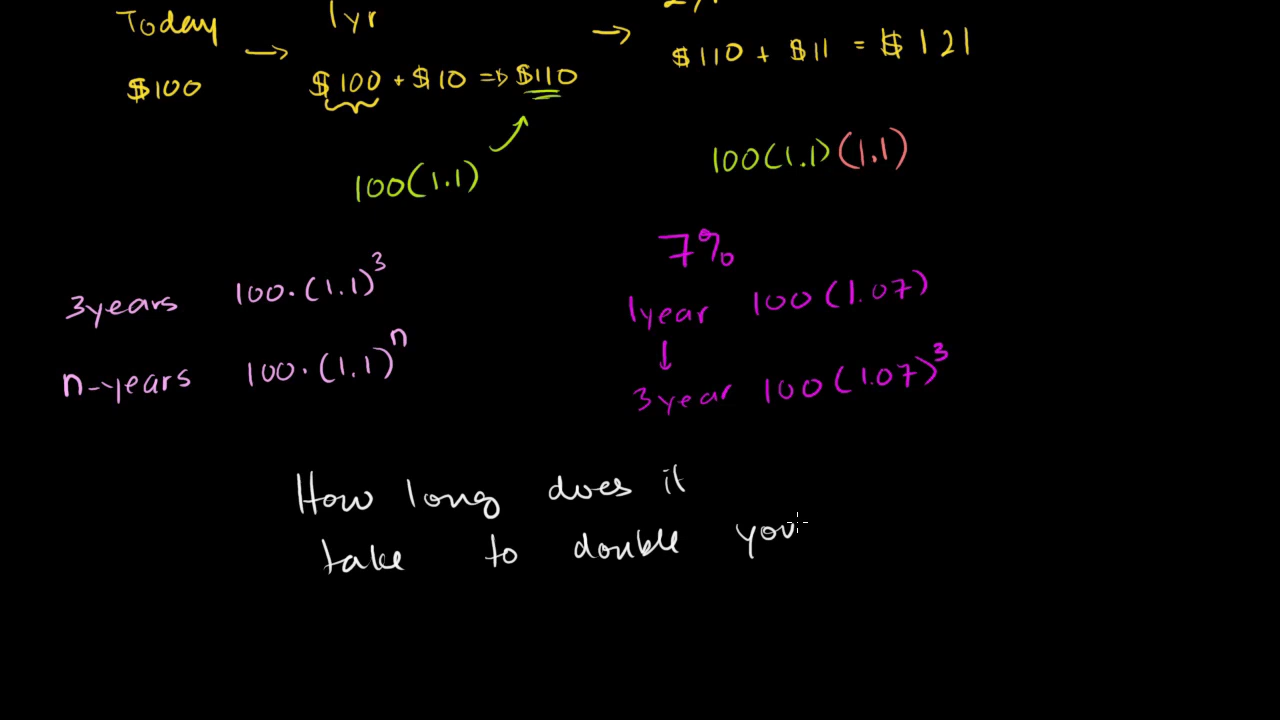 Today → 1yr →
$100 $100 + $10 => $110 $110 + $11 = $121
100(1.1) 100(1.1)(1.1)
7%
3years 100·(1.1)^3 1year 100(1.07)
↓
n-years 100·(1.1)^n 3year 100(1.07)^3
How long does it
take to double you